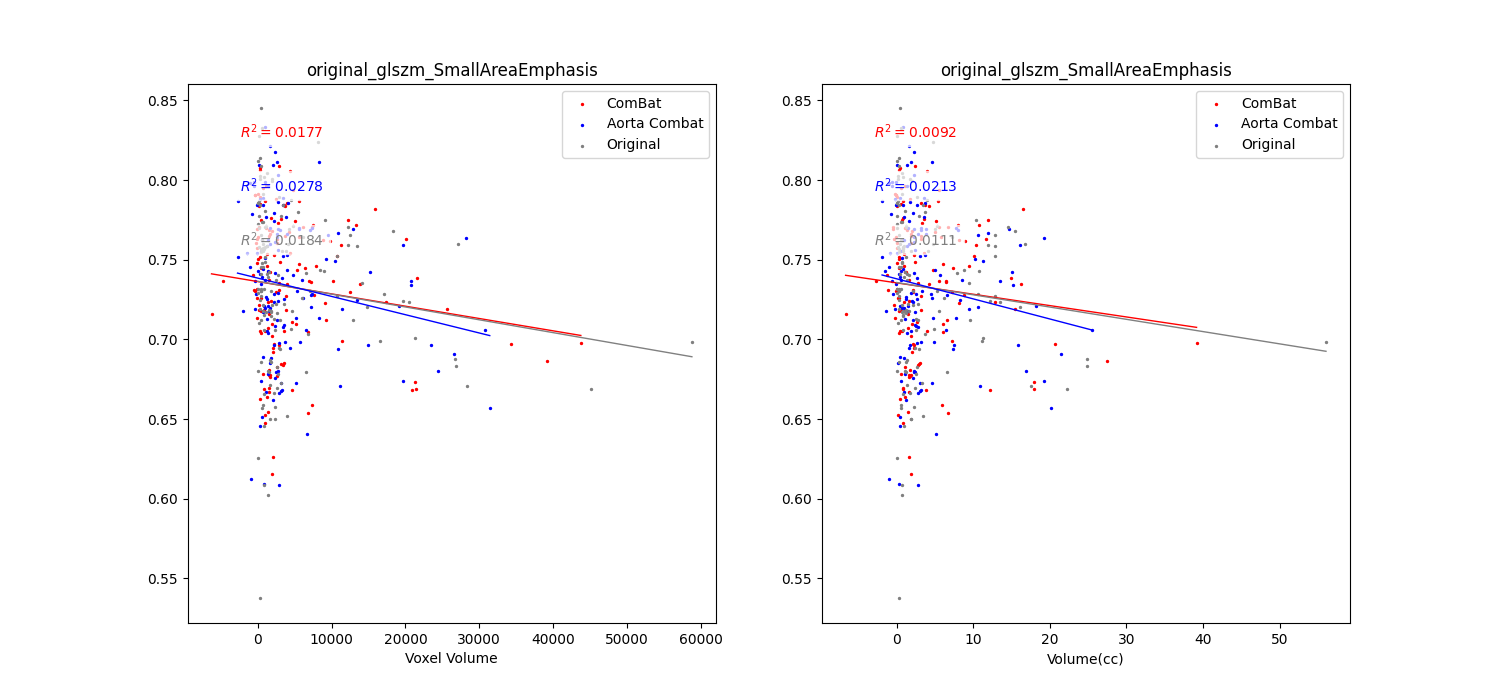 original_glszm_SmallAreaEmphasis
ComBat
Aorta Combat
Original
R² = 0.0177
R² = 0.0278
R² = 0.0184
0.85
0.80
0.75
0.70
0.65
0.60
0.55
0 10000 20000 30000 40000 50000 60000
Voxel Volume
original_glszm_SmallAreaEmphasis
ComBat
Aorta Combat
Original
R² = 0.0092
R² = 0.0213
R² = 0.0111
0.85
0.80
0.75
0.70
0.65
0.60
0.55
0 10 20 30 40 50
Volume(cc)